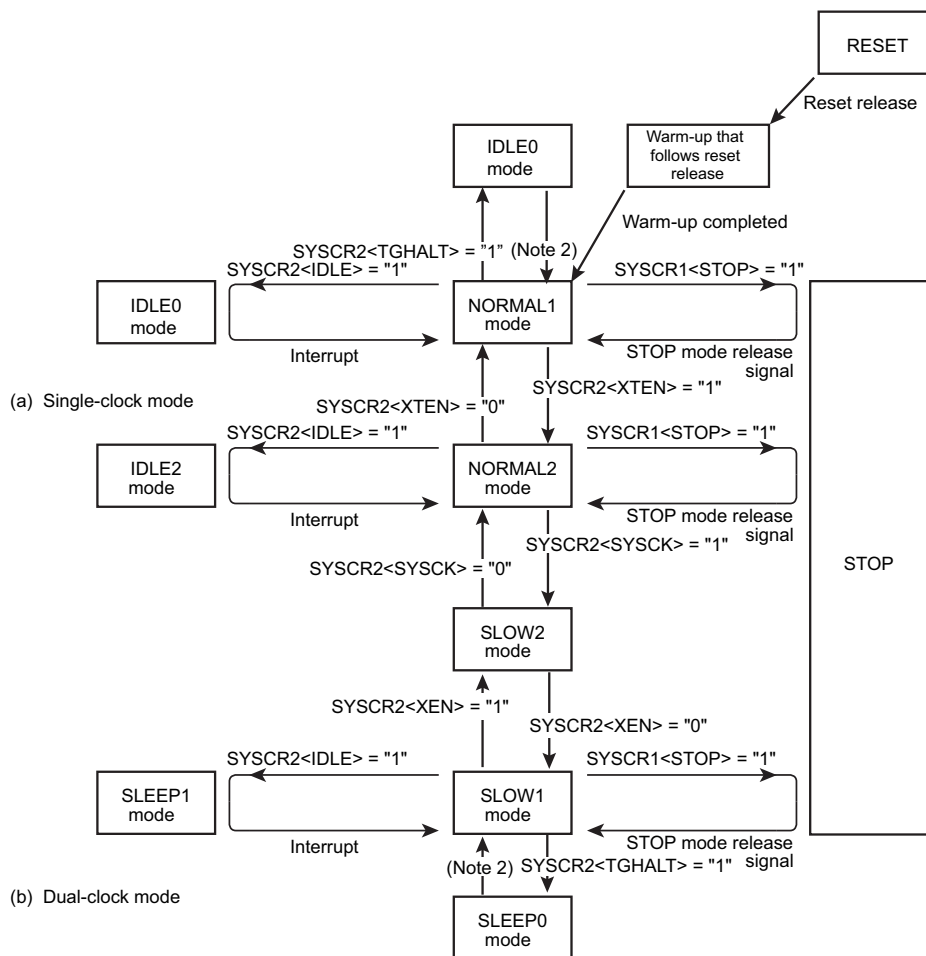 RESET
Reset release
IDLE0
mode
Warm-up that
follows reset
release
Warm-up completed
SYSCR2<TGHALT> = "1"
(Note 2)
SYSCR2<IDLE> = "1"
SYSCR1<STOP> = "1"
IDLE0
mode
NORMAL1
mode
Interrupt
STOP mode release
signal
SYSCR2<XTEN> = "1"
(a) Single-clock mode
SYSCR2<XTEN> = "0"
SYSCR2<IDLE> = "1"
SYSCR1<STOP> = "1"
IDLE2
mode
NORMAL2
mode
Interrupt
STOP mode release
signal
SYSCR2<SYSCK> = "1"
SYSCR2<SYSCK> = "0"
STOP
SLOW2
mode
SYSCR2<XEN> = "1"
SYSCR2<XEN> = "0"
SYSCR2<IDLE> = "1"
SYSCR1<STOP> = "1"
SLEEP1
mode
SLOW1
mode
Interrupt
STOP mode release
signal
(Note 2)
SYSCR2<TGHALT> = "1"
(b) Dual-clock mode
SLEEP0
mode